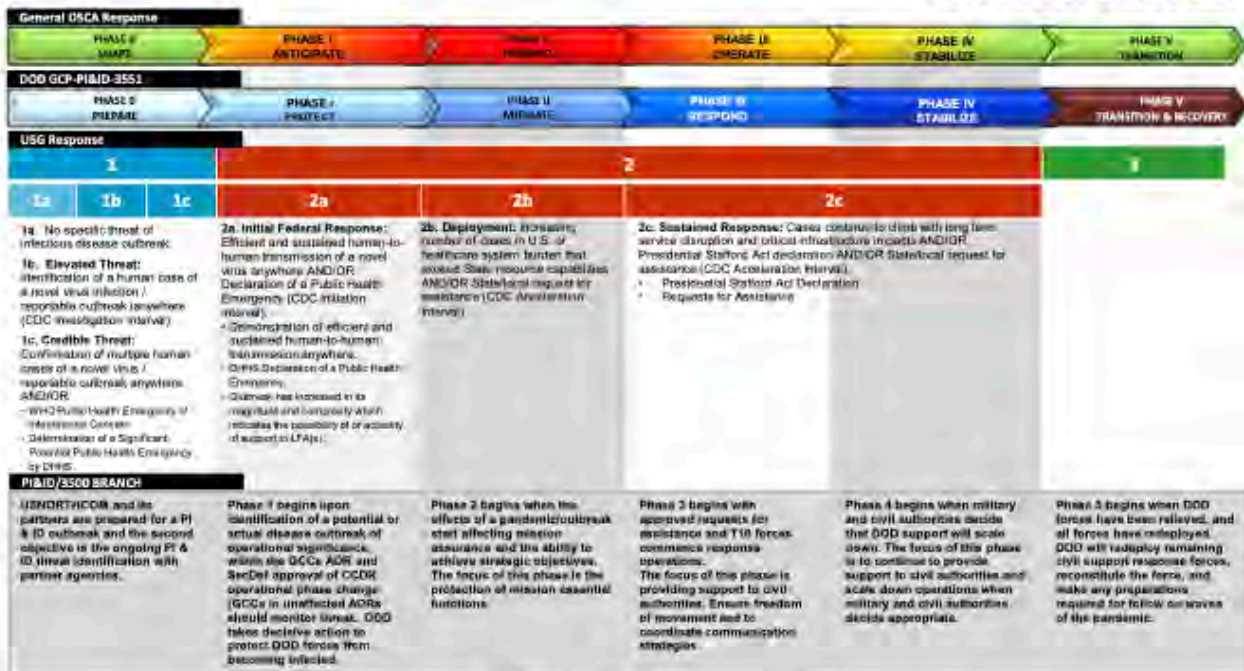 General DSCA Response
PHASE 0
SHAPE
PHASE I
ANTICIPATE
PHASE III
OPERATE
PHASE IV
STABILIZE
PHASE V
TRANSITION
DOD GCP-PI&ID-3551
PHASE 0
PREPARE
PHASE I
PROTECT
PHASE II
MITIGATE
PHASE III
RESPOND
PHASE IV
STABILIZE
PHASE V
TRANSITION & RECOVERY
USG Response
1
2
3
1a
1b
1c
2a
2b
2c
1a. No specific threat of
infectious disease outbreak
1b. Elevated Threat:
Identification of a human case of
a novel virus infection /
reportable outbreak anywhere
(CDC Investigation Interval)
1c. Credible Threat:
Confirmation of multiple human
cases of a novel virus /
reportable outbreak anywhere
AND/OR
- WHO Public Health Emergency of
International Concern
- Determination of a Significant
Potential Public Health Emergency
by DHHS
2a. Initial Federal Response:
Efficient and sustained human-to-
human transmission of a novel
virus anywhere AND/OR
Declaration of a Public Health
Emergency (CDC Initiation
Interval).
• Demonstration of efficient and
sustained human-to-human
transmission anywhere.
• DHHS Declaration of a Public Health
Emergency.
• Outbreak has increased in its
magnitude and complexity which
indicates the possibility of or actuality
of support to LFA(s).
2b. Deployment: Increasing
number of cases in U.S. or
healthcare system burden that
exceed State resource capabilities
AND/OR State/local request for
assistance (CDC Acceleration
Interval)
2c. Sustained Response: Cases continue to climb with long term
service disruption and critical infrastructure impacts AND/OR
Presidential Stafford Act declaration AND/OR State/local request for
assistance (CDC Acceleration Interval).
• Presidential Stafford Act Declaration
• Requests for Assistance
PI&ID/3500 BRANCH
USNORTHCOM and its
partners are prepared for a PI
& ID outbreak and the second
objective is the ongoing PI &
ID threat identification with
partner agencies.
Phase 1 begins upon
identification of a potential or
actual disease outbreak of
operational significance,
within the GCCs AOR and
SecDef approval of CCDR
operational phase change
(GCCs in unaffected AORs
should monitor threat. DOD
takes decisive action to
protect DOD forces from
becoming infected.
Phase 2 begins when the
effects of a pandemic/outbreak
start affecting mission
assurance and the ability to
achieve strategic objectives.
The focus of this phase is the
protection of mission essential
functions
Phase 3 begins with
approved requests for
assistance and T10 forces
commence response
operations.
The focus of this phase is
providing support to civil
authorities. Ensure freedom
of movement and to
coordinate communication
strategies.
Phase 4 begins when military
and civil authorities decide
that DOD support will scale
down. The focus of this phase
is to continue to provide
support to civil authorities and
scale down operations when
military and civil authorities
decide appropriate.
Phase 5 begins when DOD
forces have been relieved, and
all forces have redeployed.
DOD will redeploy remaining
civil support response forces,
reconstitute the force, and
make any preparations
required for follow on waves
of the pandemic.